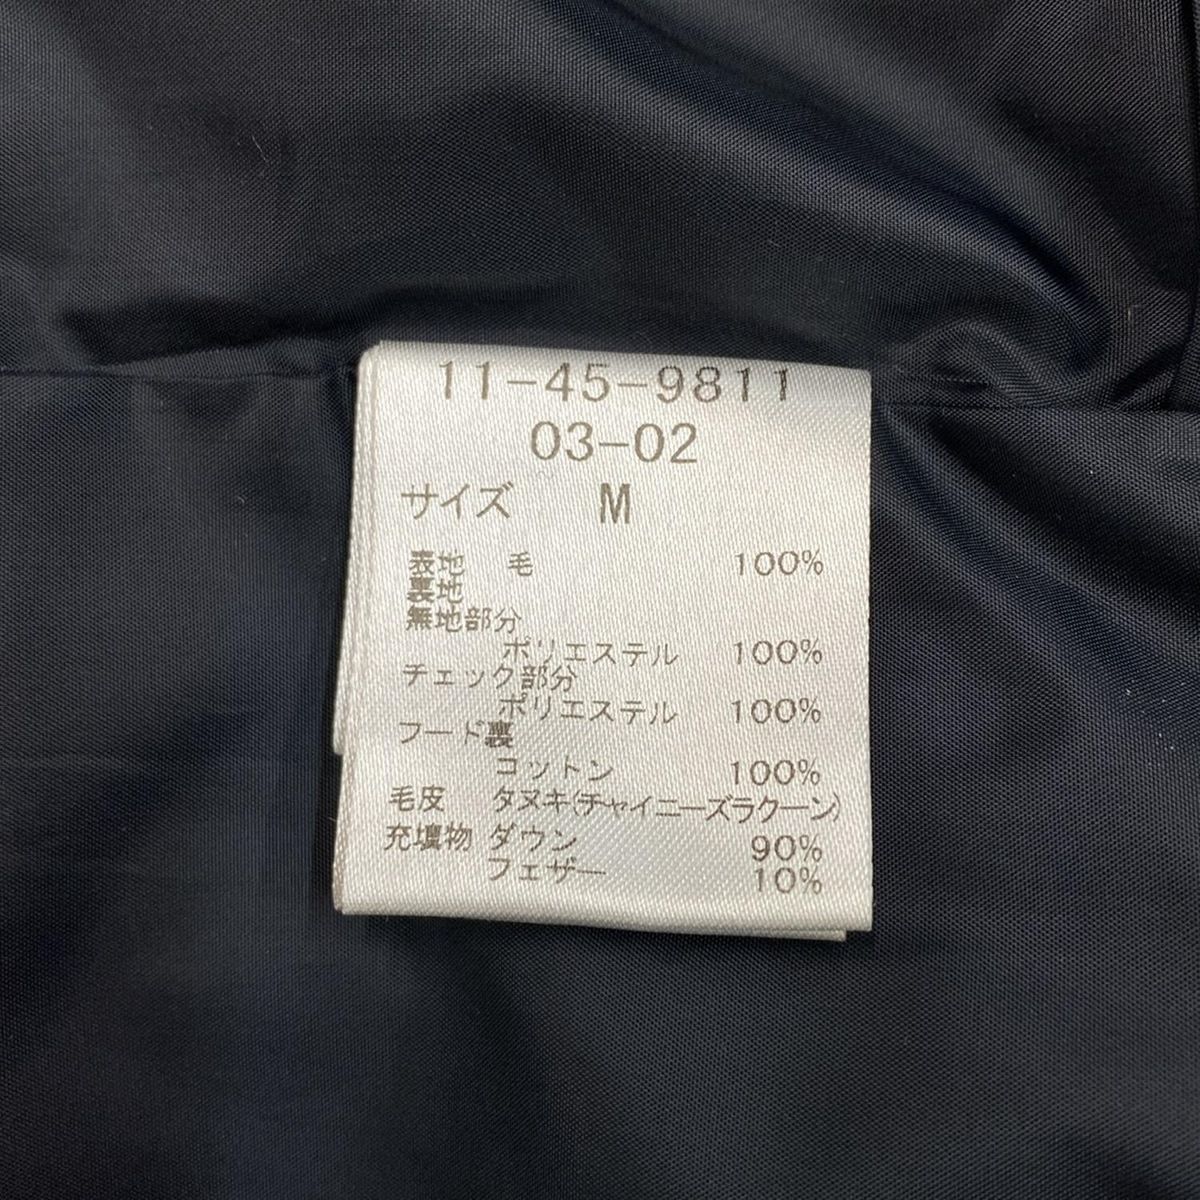 11-45-9811
03-02
サイズ M
表地 毛 100%
裏地
無地部分
ポリエステル 100%
チェック部分
ポリエステル 100%
フード裏
コットン 100%
毛皮 タヌキ(チャイニーズラクーン)
充填物 ダウン 90%
フェザー 10%